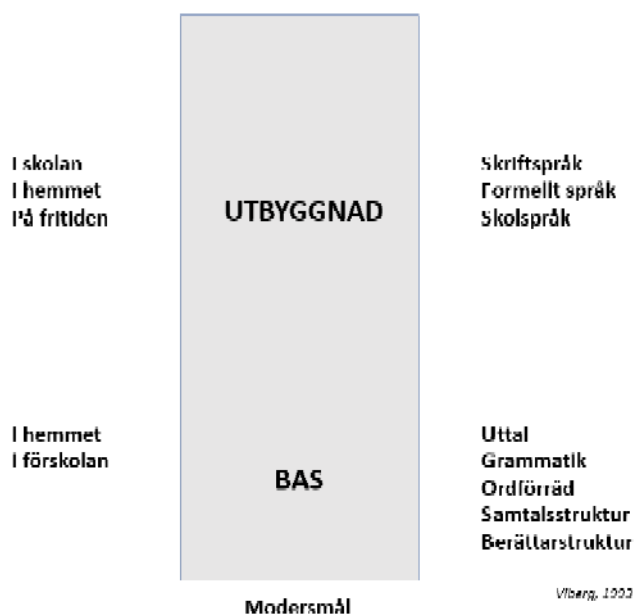 I skolan
I hemmet
På fritiden
UTBYGGNAD
Skriftspråk
Formellt språk
Skolspråk
I hemmet
I förskolan
BAS
Uttal
Grammatik
Ordförråd
Samtalsstruktur
Berättarstruktur
Modersmål
Viberg, 1993